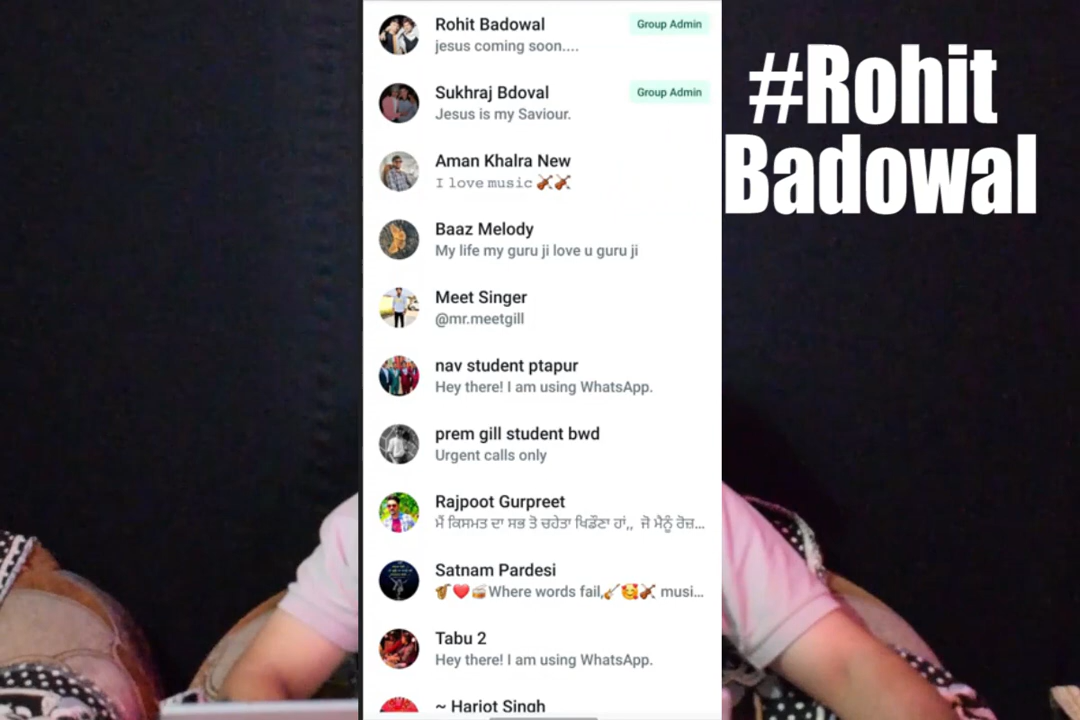 Rohit Badowal
Group Admin
jesus coming soon....
Sukhraj Bdoval
Group Admin
Jesus is my Saviour.
Aman Khalra New
I love music 🎻🎻
Baaz Melody
My life my guru ji love u guru ji
Meet Singer
@mr.meetgill
nav student ptapur
Hey there! I am using WhatsApp.
prem gill student bwd
Urgent calls only
Rajpoot Gurpreet
ਮੈਂ ਕਿਸਮਤ ਦਾ ਸਭ ਤੋ ਚਹੇਤਾ ਖਿਡੌਣਾ ਹਾਂ,, ਜੋ ਮੈਨੂੰ ਰੋਜ਼...
Satnam Pardesi
🎷❤️🥁Where words fail,🎸🥰🎻 musi...
Tabu 2
Hey there! I am using WhatsApp.
~ Harjot Singh
#Rohit
Badowal